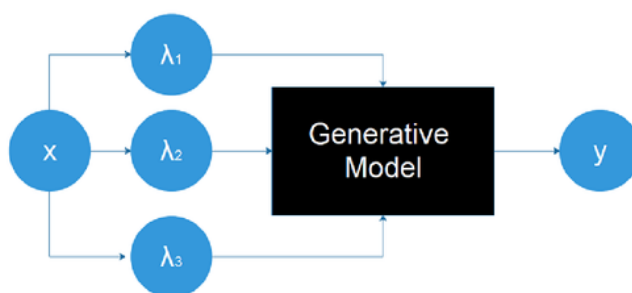 λ₁
x
λ₂
Generative
Model
y
λ₃